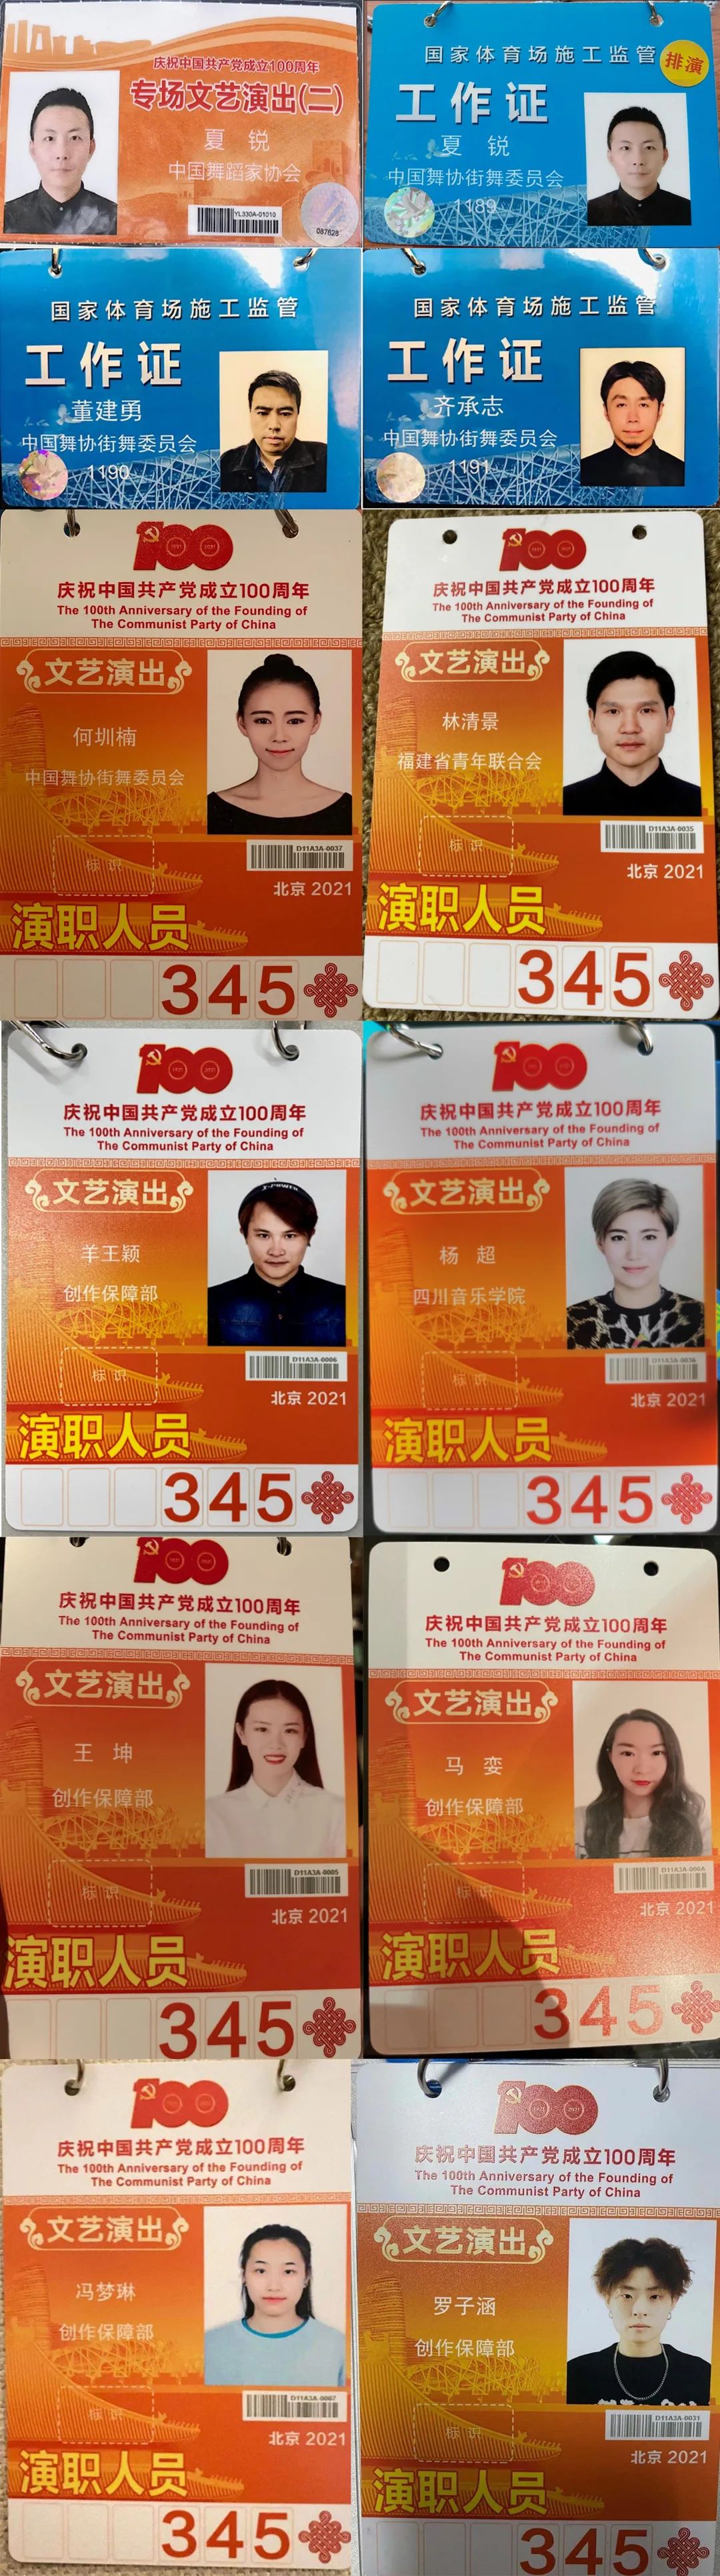 庆祝中国共产党成立100周年
专场文艺演出(二)
夏 锐
中国舞蹈家协会
YL330A-01010
087628
国家体育场施工监管
排演
工作证
夏 锐
中国舞协街舞委员会
1189
国家体育场施工监管
工作证
董建勇
中国舞协街舞委员会
1190
国家体育场施工监管
工作证
齐承志
中国舞协街舞委员会
1191
100
1921 2021
庆祝中国共产党成立100周年
The 100th Anniversary of the Founding of
The Communist Party of China
文艺演出
何圳楠
中国舞协街舞委员会
标识
D11A3A-0037
北京 2021
演职人员
345
100
庆祝中国共产党成立100周年
The 100th Anniversary of the Founding of
The Communist Party of China
文艺演出
林清景
福建省青年联合会
标识
D11A3A-0035
北京 2021
演职人员
345
100
1921 2021
庆祝中国共产党成立100周年
The 100th Anniversary of the Founding of
The Communist Party of China
文艺演出
羊王颖
创作保障部
标识
D11A3A-0006
北京 2021
演职人员
345
100
庆祝中国共产党成立100周年
The 100th Anniversary of the Founding of
The Communist Party of China
文艺演出
杨 超
四川音乐学院
标识
D11A3A-0036
北京 2021
演职人员
345
100
庆祝中国共产党成立100周年
The 100th Anniversary of the Founding of
The Communist Party of China
文艺演出
王 坤
创作保障部
标识
D11A3A-0005
北京 2021
演职人员
345
100
庆祝中国共产党成立100周年
The 100th Anniversary of the Founding of
The Communist Party of China
文艺演出
马 娈
创作保障部
标识
北京 2021
演职人员
345
100
庆祝中国共产党成立100周年
The 100th Anniversary of the Founding of
The Communist Party of China
文艺演出
冯梦琳
创作保障部
标识
D11A3A-0007
北京 2021
演职人员
345
100
1921 2021
庆祝中国共产党成立100周年
The 100th Anniversary of the Founding of
The Communist Party of China
文艺演出
罗子涵
创作保障部
标识
D11A3A-0031
北京 2021
演职人员
345